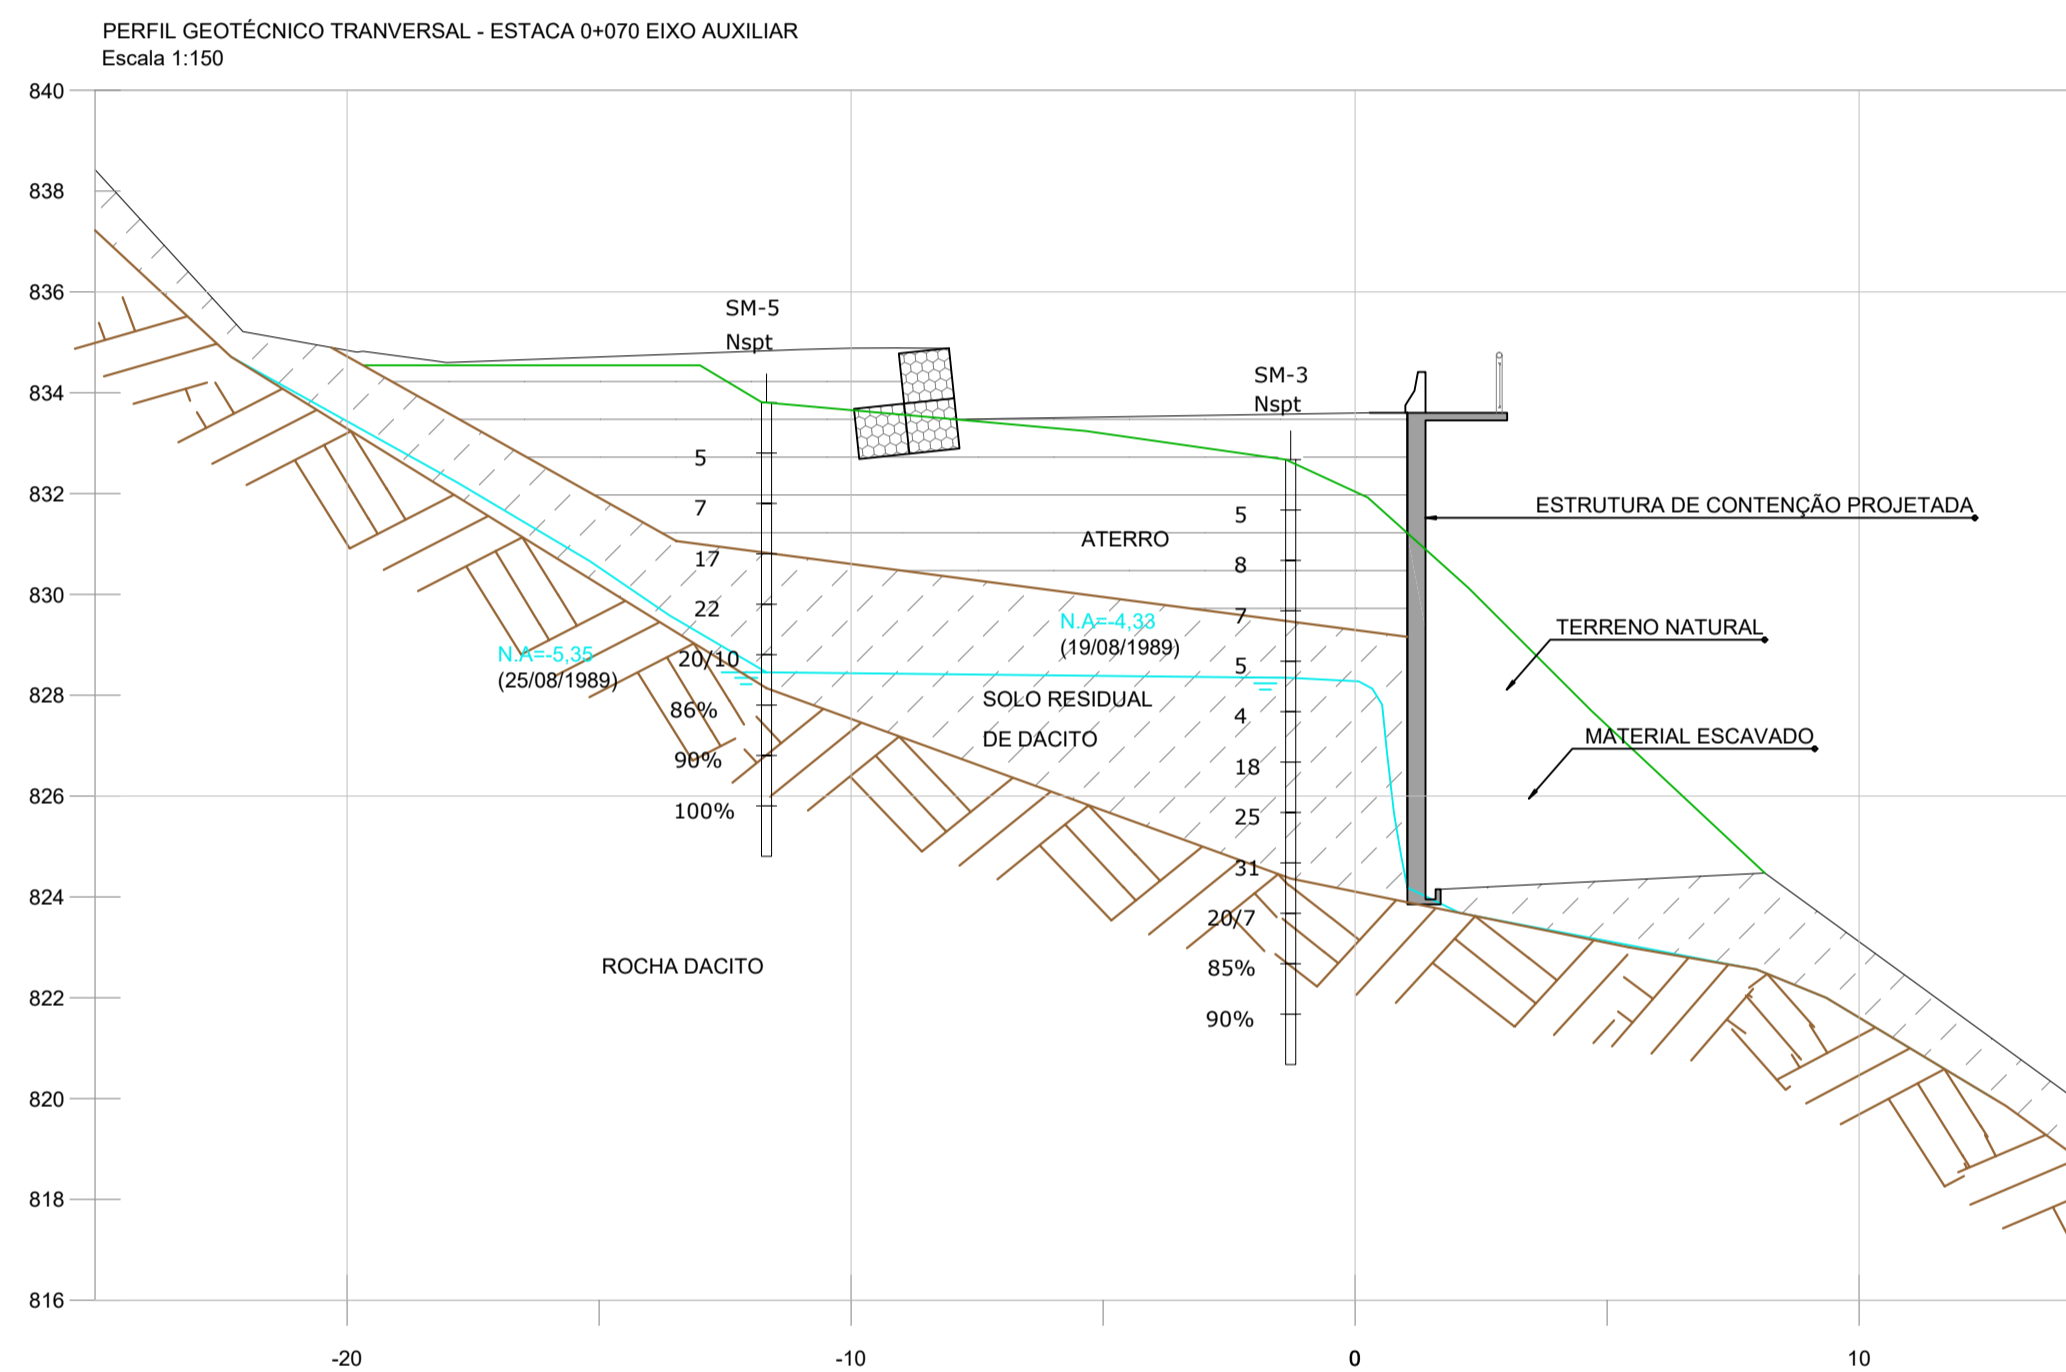 PERFIL GEOTÉCNICO TRANVERSAL - ESTACA 0+070 EIXO AUXILIAR
Escala 1:150
840
838
836
834
832
830
828
826
824
822
820
818
816
SM-5
Nspt
5
7
17
22
20/10
86%
90%
100%
SM-3
Nspt
5
8
7
5
4
18
25
31
20/7
85%
90%
ATERRO
N.A=-4,33
(19/08/1989)
N.A=-5,35
(25/08/1989)
SOLO RESIDUAL
DE DACITO
ROCHA DACITO
ESTRUTURA DE CONTENÇÃO PROJETADA
TERRENO NATURAL
MATERIAL ESCAVADO
-20
-10
0
10